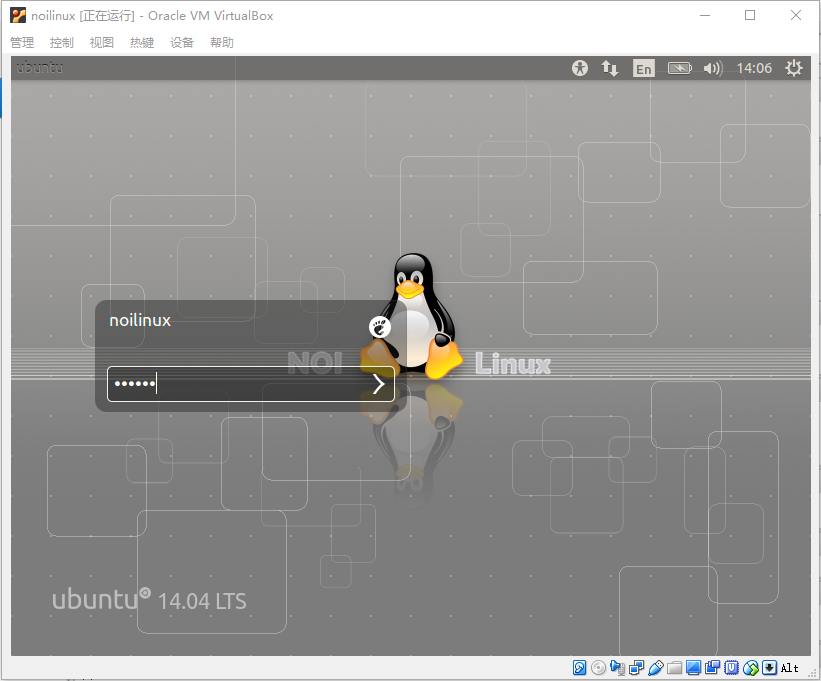 noilinux [正在运行] - Oracle VM VirtualBox
管理 控制 视图 热键 设备 帮助
ubuntu En 14:06
noilinux
NOI Linux
ubuntu 14.04 LTS
Alt